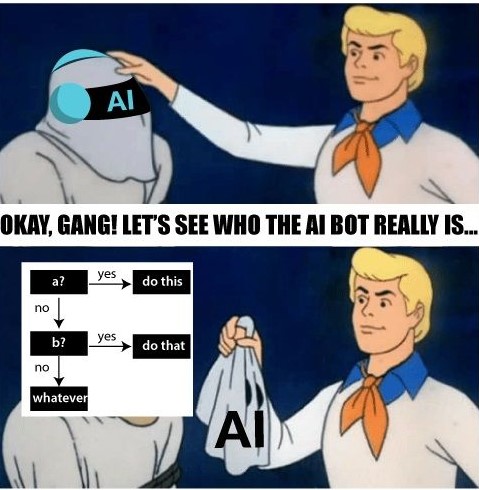 AI
OKAY, GANG! LET'S SEE WHO THE AI BOT REALLY IS...
a?
yes
do this
no
b?
yes
do that
no
whatever
AI